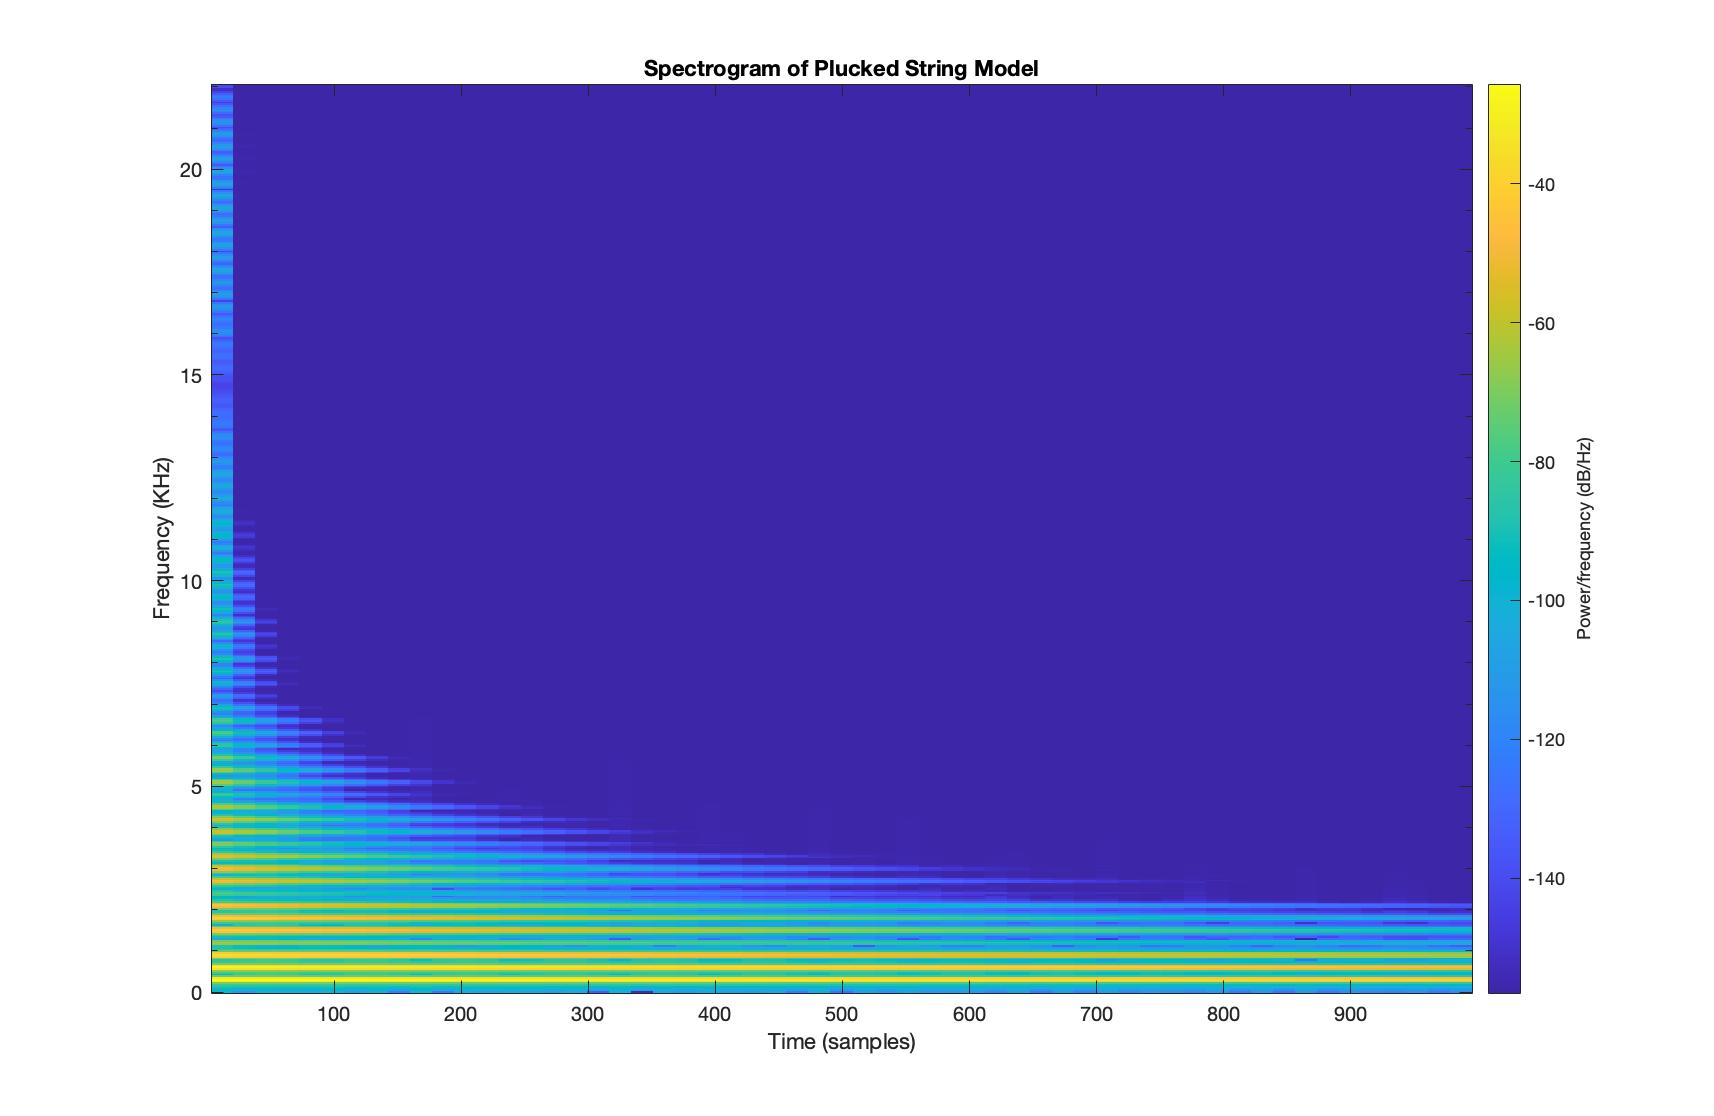 Spectrogram of Plucked String Model
20
15
10
5
0
Frequency (KHz)
100 200 300 400 500 600 700 800 900
Time (samples)
-40
-60
-80
-100
-120
-140
Power/frequency (dB/Hz)